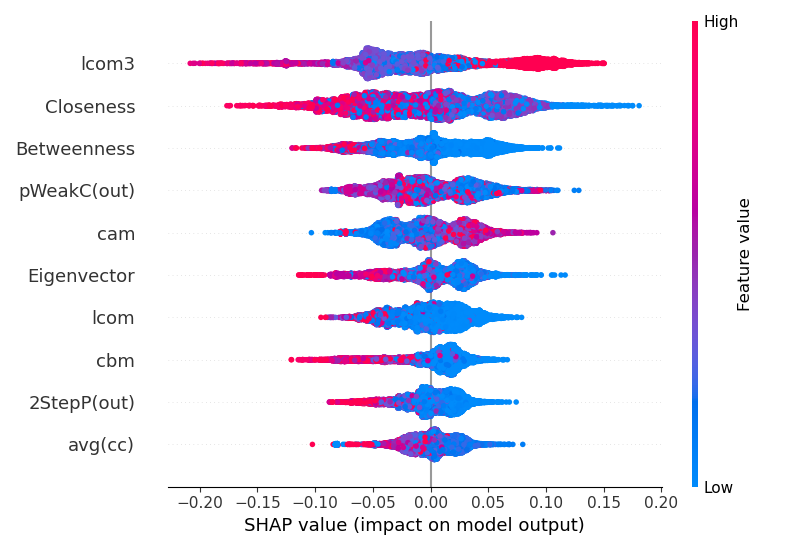 High
lcom3
Closeness
Betweenness
pWeakC(out)
cam
Eigenvector
lcom
cbm
2StepP(out)
avg(cc)
Feature value
Low
−0.20 −0.15 −0.10 −0.05 0.00 0.05 0.10 0.15 0.20
SHAP value (impact on model output)